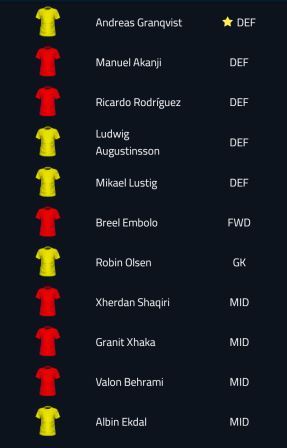 Andreas Granqvist DEF
Manuel Akanji DEF
Ricardo Rodríguez DEF
Ludwig
Augustinsson DEF
Mikael Lustig DEF
Breel Embolo FWD
Robin Olsen GK
Xherdan Shaqiri MID
Granit Xhaka MID
Valon Behrami MID
Albin Ekdal MID